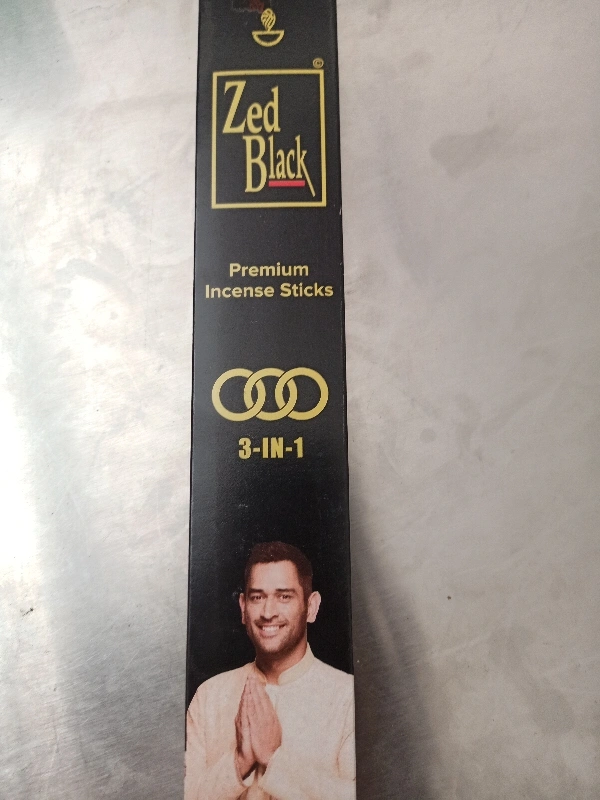 ©
Zed
Black
Premium
Incense Sticks
3-IN-1